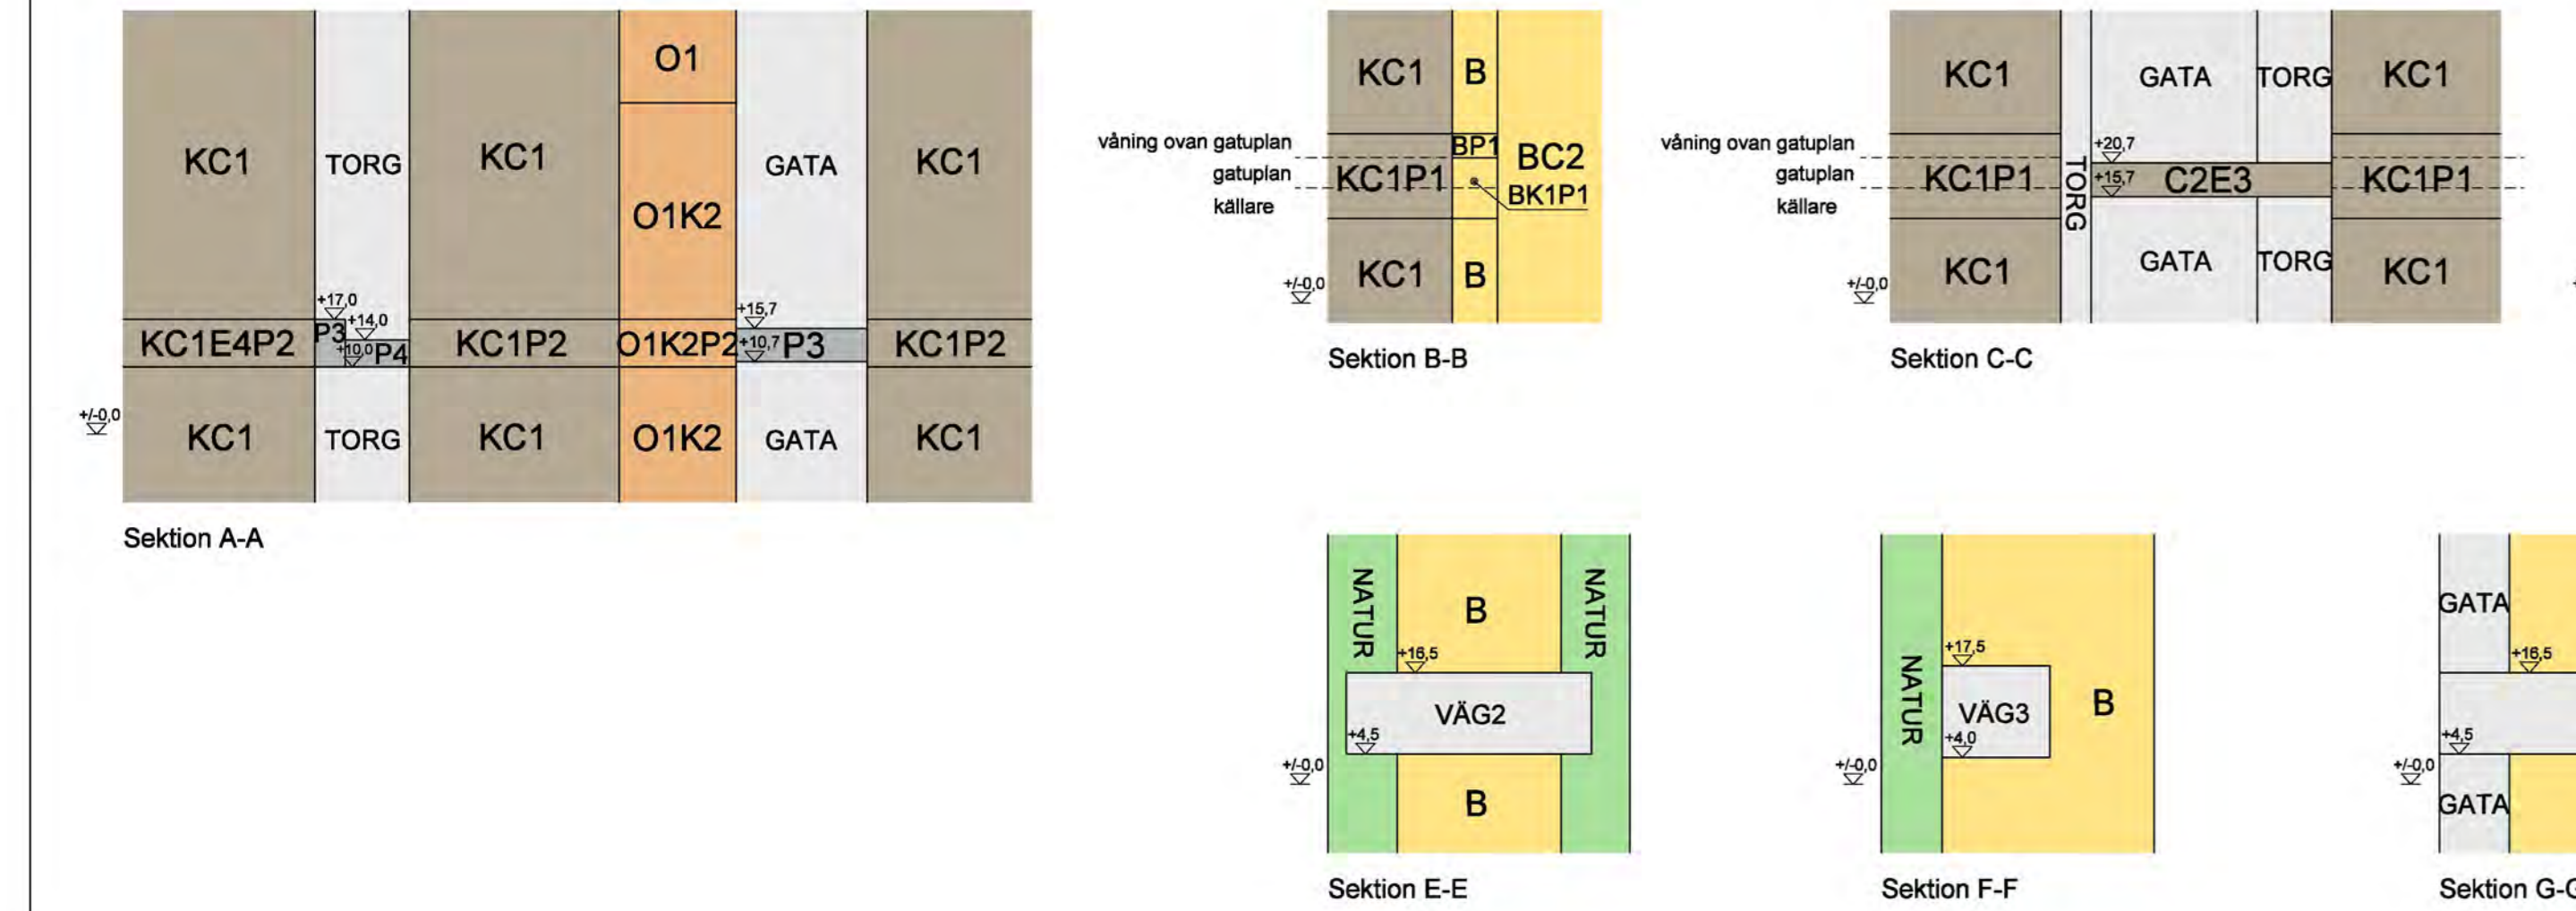 O1
KC1
TORG
KC1
O1K2
GATA
KC1
+17,0
+14,0
+15,7
KC1E4P2
P3
+10,0
P4
KC1P2
O1K2P2
+10,7
P3
KC1P2
+/-0,0
KC1
TORG
KC1
O1K2
GATA
KC1
Sektion A-A
KC1
B
våning ovan gatuplan
gatuplan
källare
BP1
KC1P1
BC2
BK1P1
+/-0,0
KC1
B
Sektion B-B
KC1
GATA
TORG
KC1
våning ovan gatuplan
gatuplan
källare
+20,7
KC1P1
TORG
+15,7
C2E3
KC1P1
+/-0,0
KC1
GATA
TORG
KC1
Sektion C-C
NATUR
B
NATUR
+16,5
VÄG2
+4,5
+/-0,0
B
Sektion E-E
NATUR
+17,5
VÄG3
B
+4,0
+/-0,0
Sektion F-F
GATA
+16,5
+4,5
+/-0,0
GATA
Sektion G-